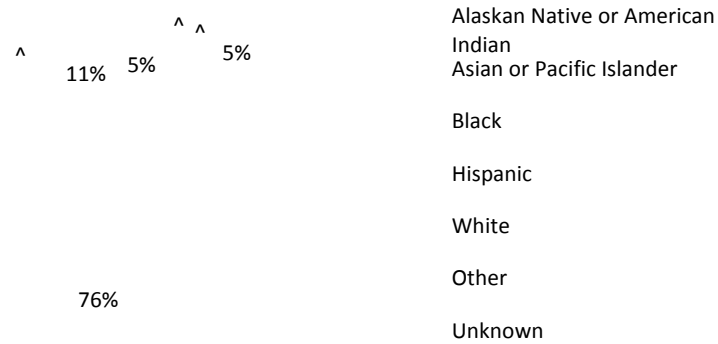 ^ ^
^
11% 5% 5%
76%
Alaskan Native or American
Indian
Asian or Pacific Islander
Black
Hispanic
White
Other
Unknown